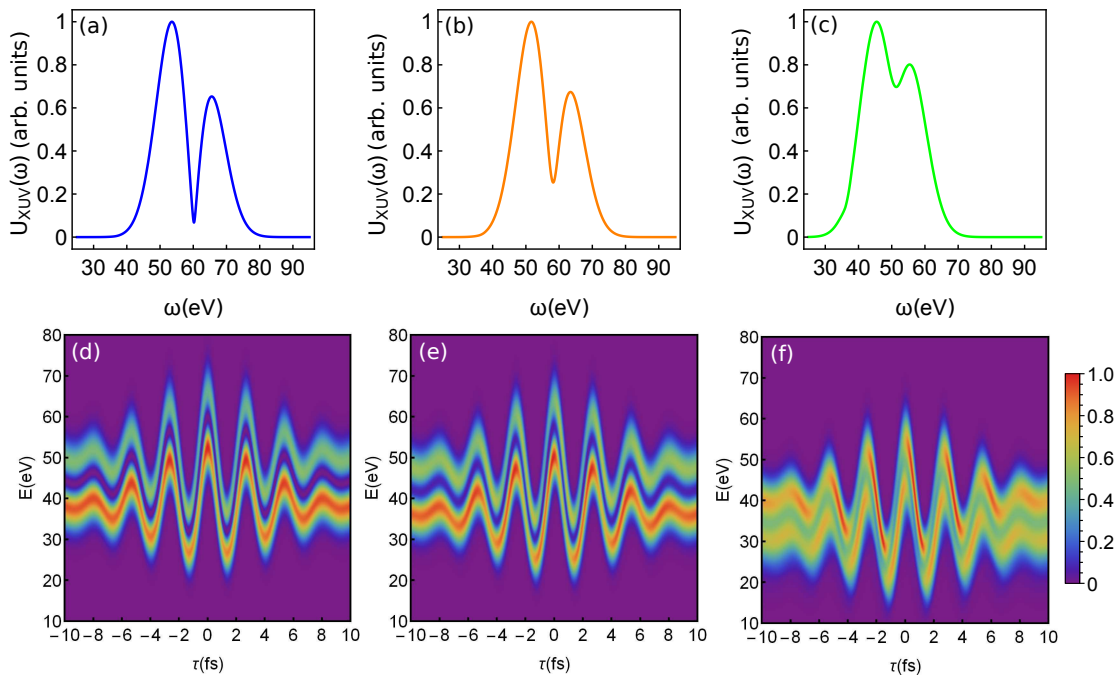 (a) (b) (c)
U_XUV(ω) (arb. units) U_XUV(ω) (arb. units) U_XUV(ω) (arb. units)
1 1 1
0.8 0.8 0.8
0.6 0.6 0.6
0.4 0.4 0.4
0.2 0.2 0.2
0 0 0
30 40 50 60 70 80 90 30 40 50 60 70 80 90 30 40 50 60 70 80 90
ω(eV) ω(eV) ω(eV)
(d) (e) (f)
E(eV) E(eV) E(eV)
80 80 80
70 70 70
60 60 60
50 50 50
40 40 40
30 30 30
20 20 20
10 10 10
−10 −8 −6 −4 −2 0 2 4 6 8 10 −10 −8 −6 −4 −2 0 2 4 6 8 10 −10 −8 −6 −4 −2 0 2 4 6 8 10
τ(fs) τ(fs) τ(fs)
1.0
0.8
0.6
0.4
0.2
0